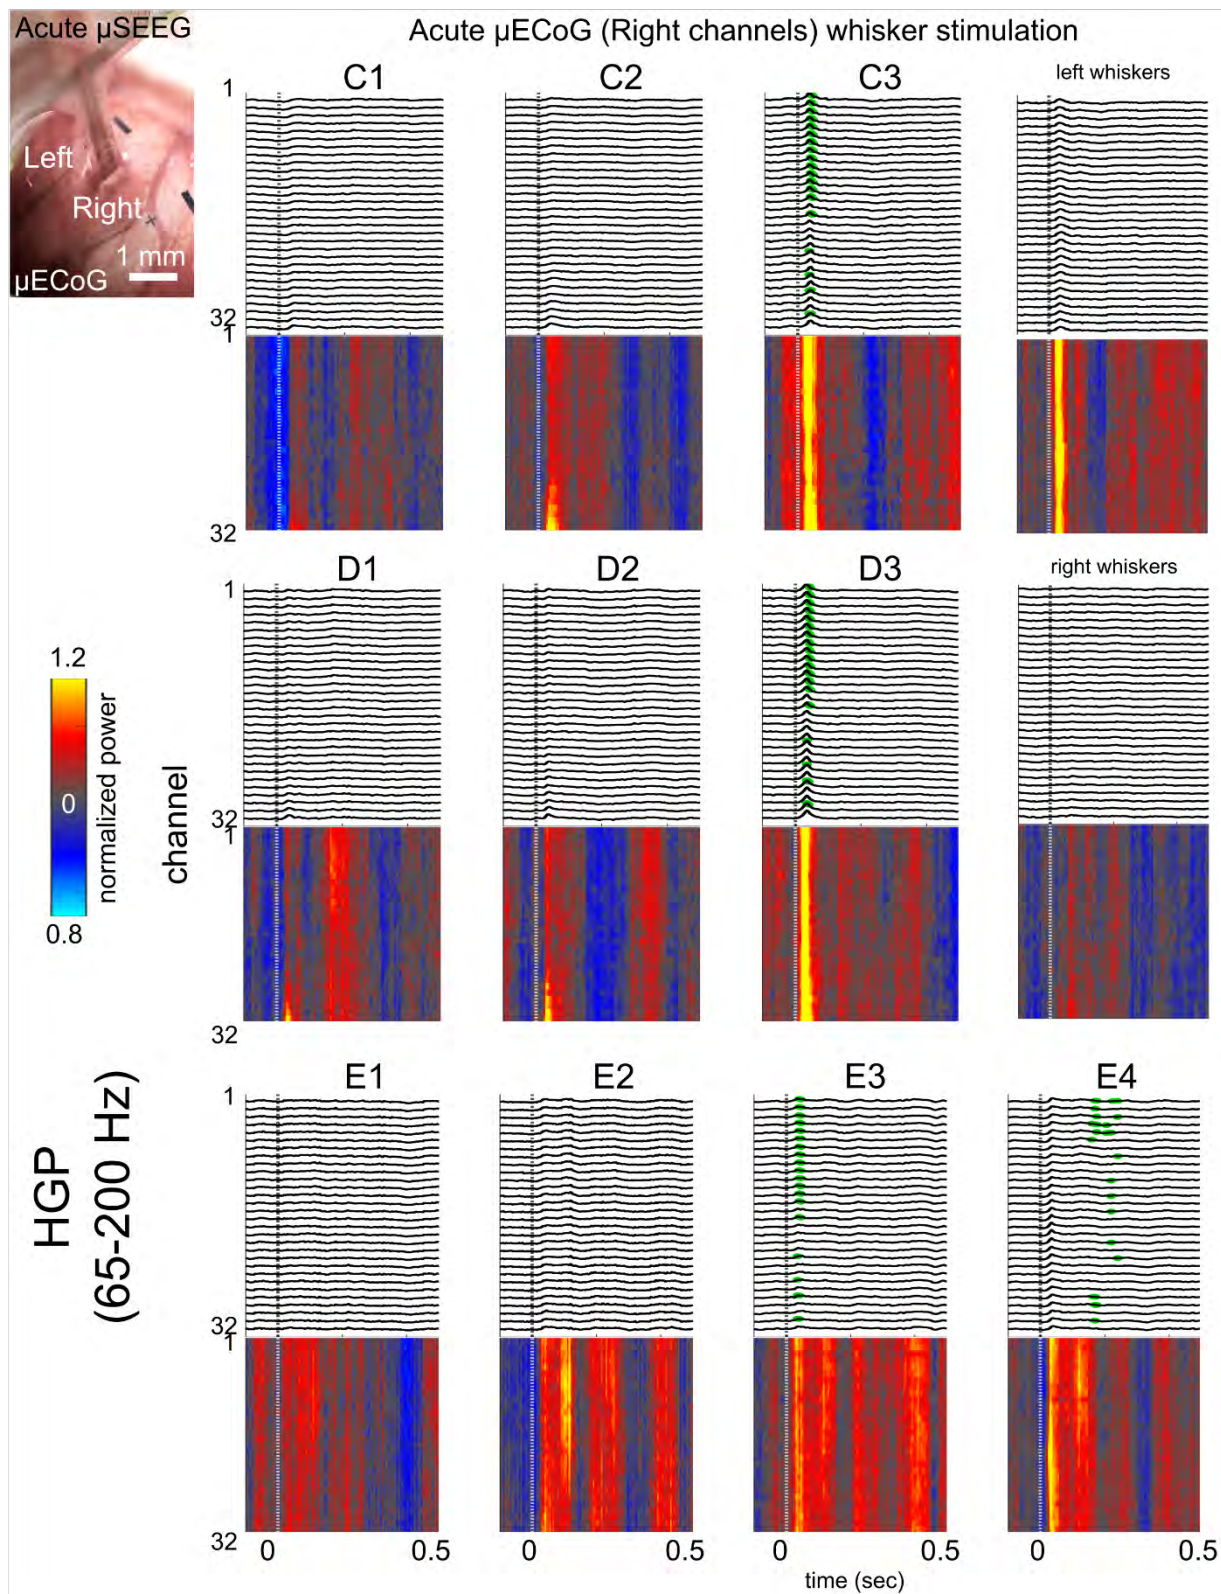 Acute µSEEG
Acute µECoG (Right channels) whisker stimulation
Left
Right
1 mm
µECoG
C1
C2
C3
left whiskers
1
32
1
32
D1
D2
D3
right whiskers
1
32
1
32
1.2
0
0.8
normalized power
channel
E1
E2
E3
E4
1
32
1
32
HGP
(65-200 Hz)
0 0.5
0 0.5
0 0.5
0 0.5
time (sec)